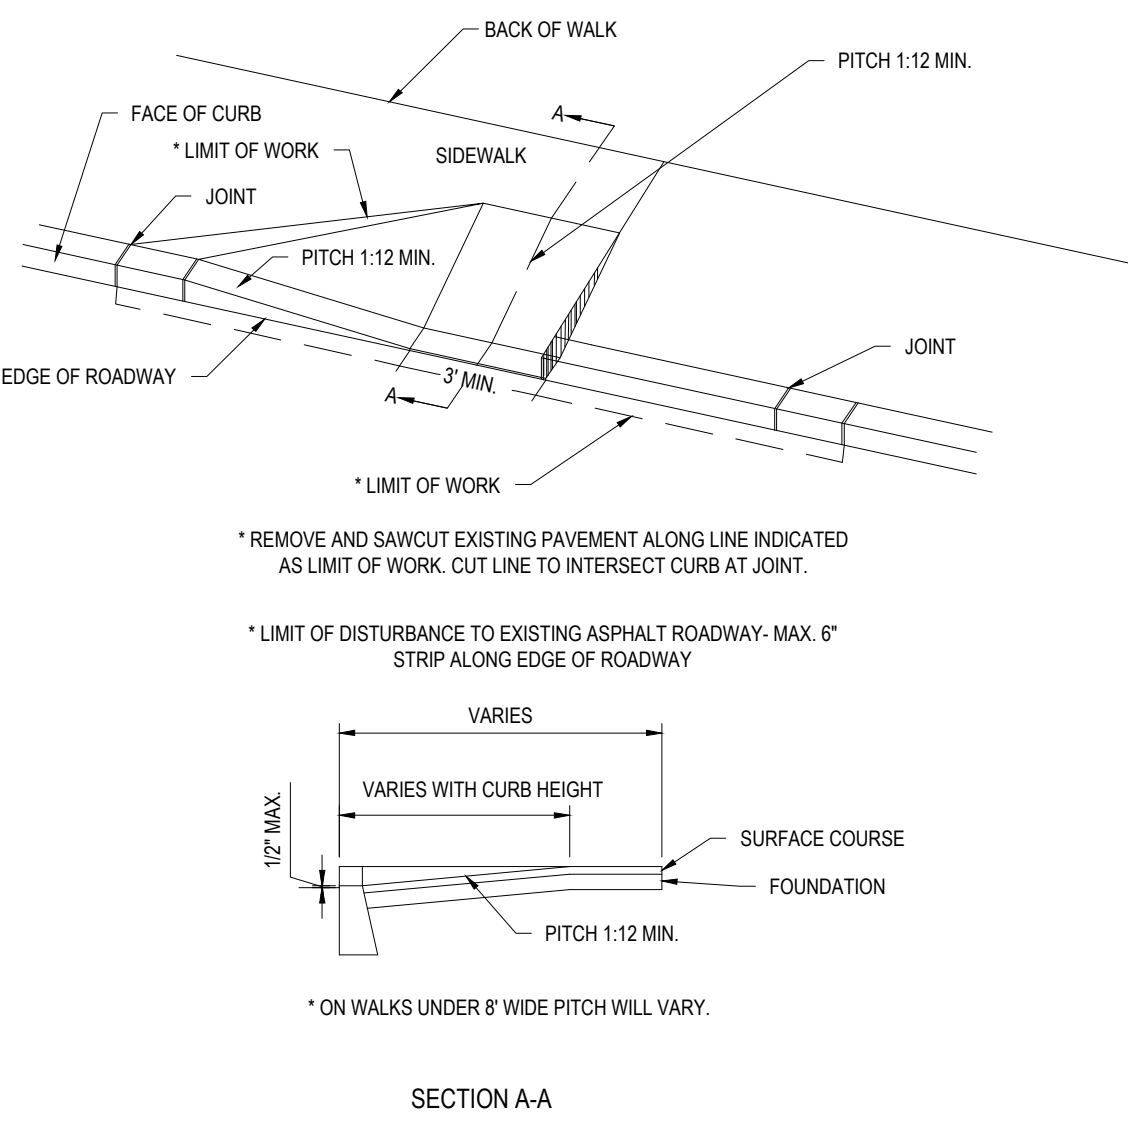 BACK OF WALK
PITCH 1:12 MIN.
FACE OF CURB
A
* LIMIT OF WORK
SIDEWALK
JOINT
PITCH 1:12 MIN.
JOINT
EDGE OF ROADWAY
3' MIN.
A
* LIMIT OF WORK
* REMOVE AND SAWCUT EXISTING PAVEMENT ALONG LINE INDICATED
AS LIMIT OF WORK. CUT LINE TO INTERSECT CURB AT JOINT.
* LIMIT OF DISTURBANCE TO EXISTING ASPHALT ROADWAY- MAX. 6"
STRIP ALONG EDGE OF ROADWAY
VARIES
VARIES WITH CURB HEIGHT
1/2" MAX.
SURFACE COURSE
FOUNDATION
PITCH 1:12 MIN.
* ON WALKS UNDER 8' WIDE PITCH WILL VARY.
SECTION A-A